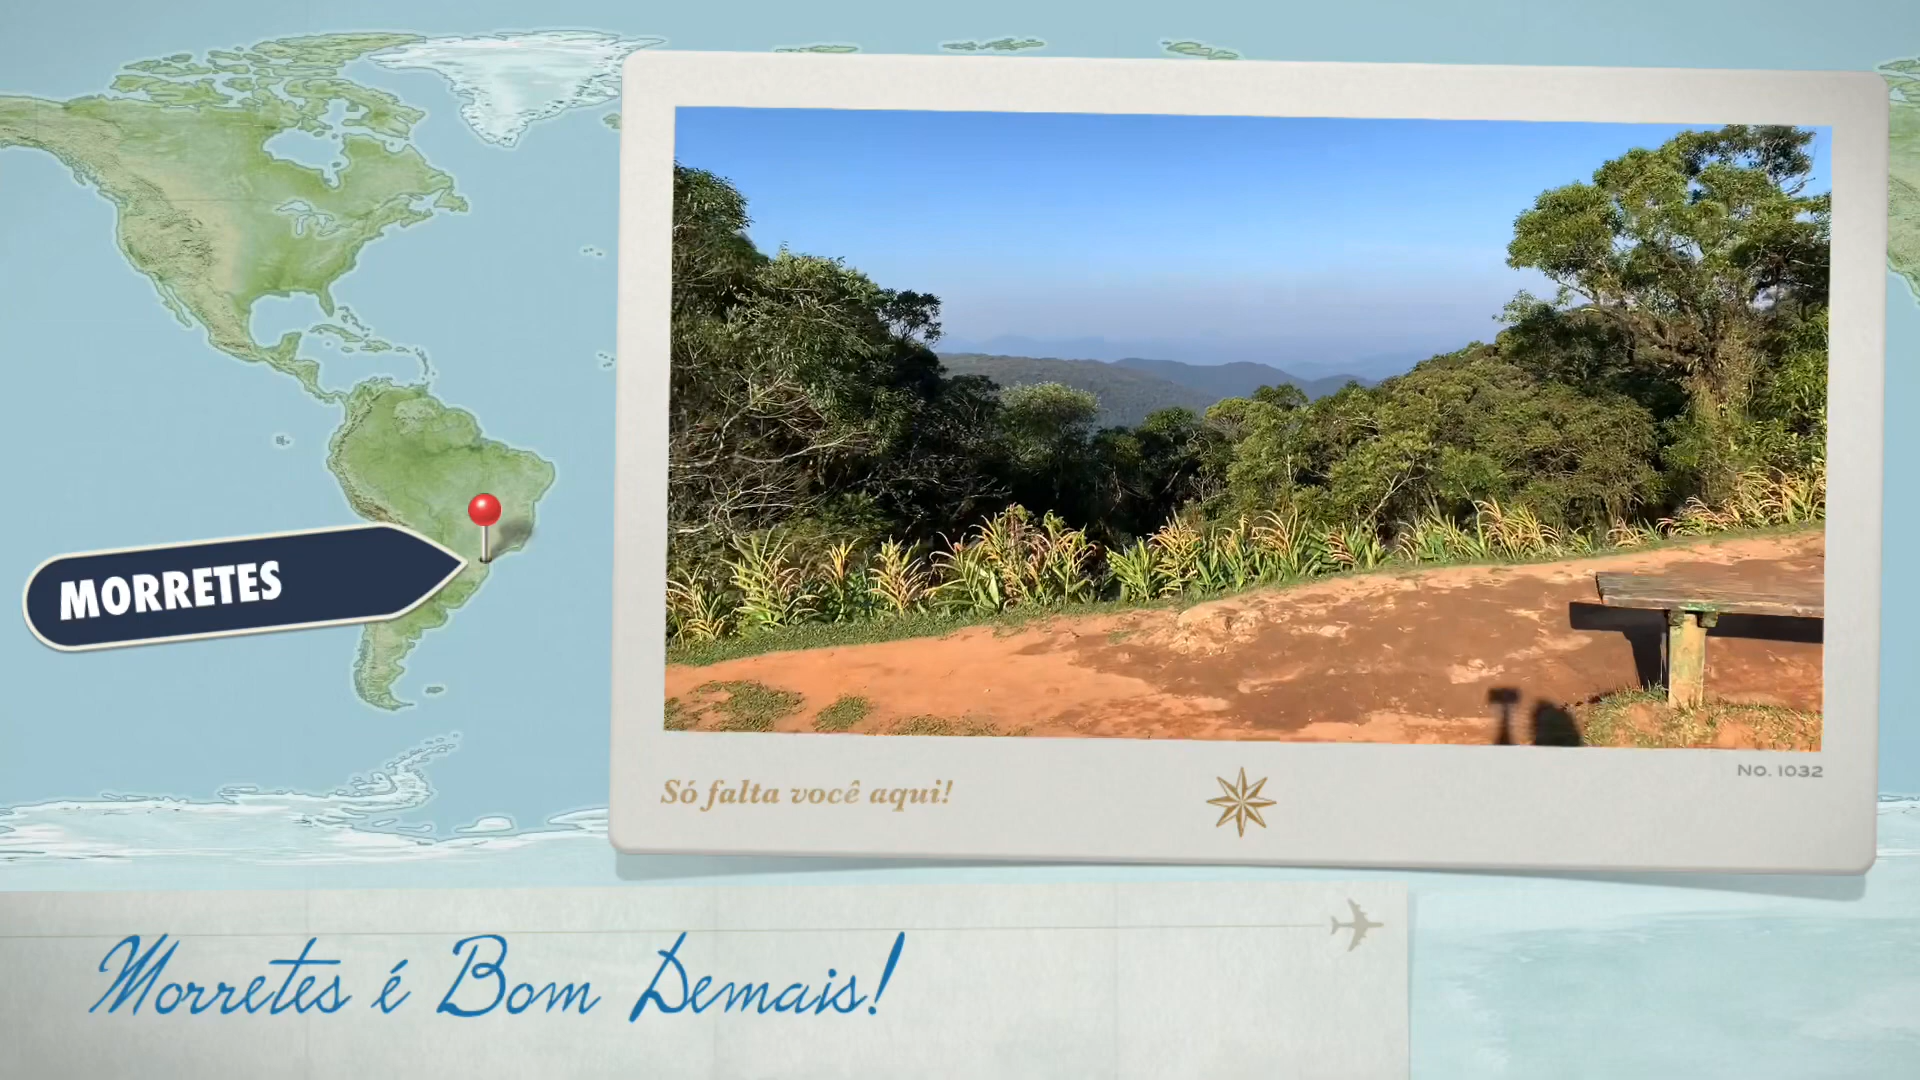 MORRETES
Só falta você aqui!
No. 1032
Morretes é Bom Demais!